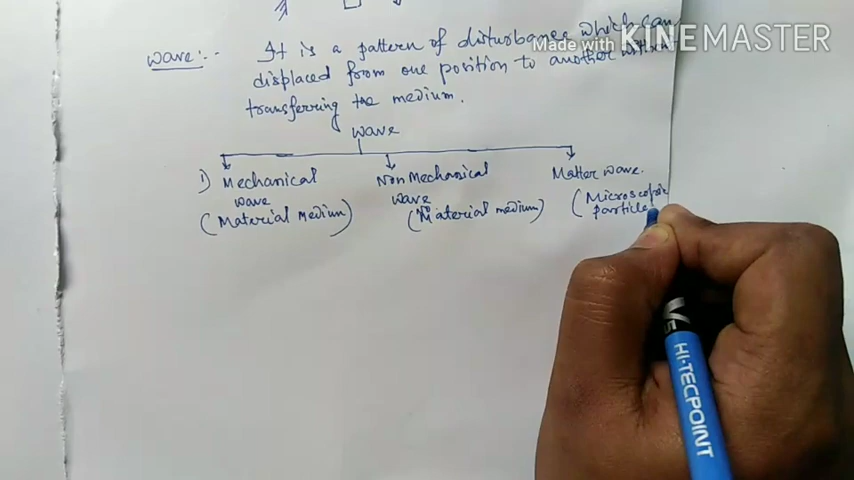 wave:-- It is a pattern of disturbance which can
displaced from one position to another
transferring the medium.
wave
1) Mechanical wave
(Material medium)
Non Mechanical wave
(Material medium)
Matter wave.
(Microscopic
particle
Made with KINEMASTER
V5
HI-TECPOINT